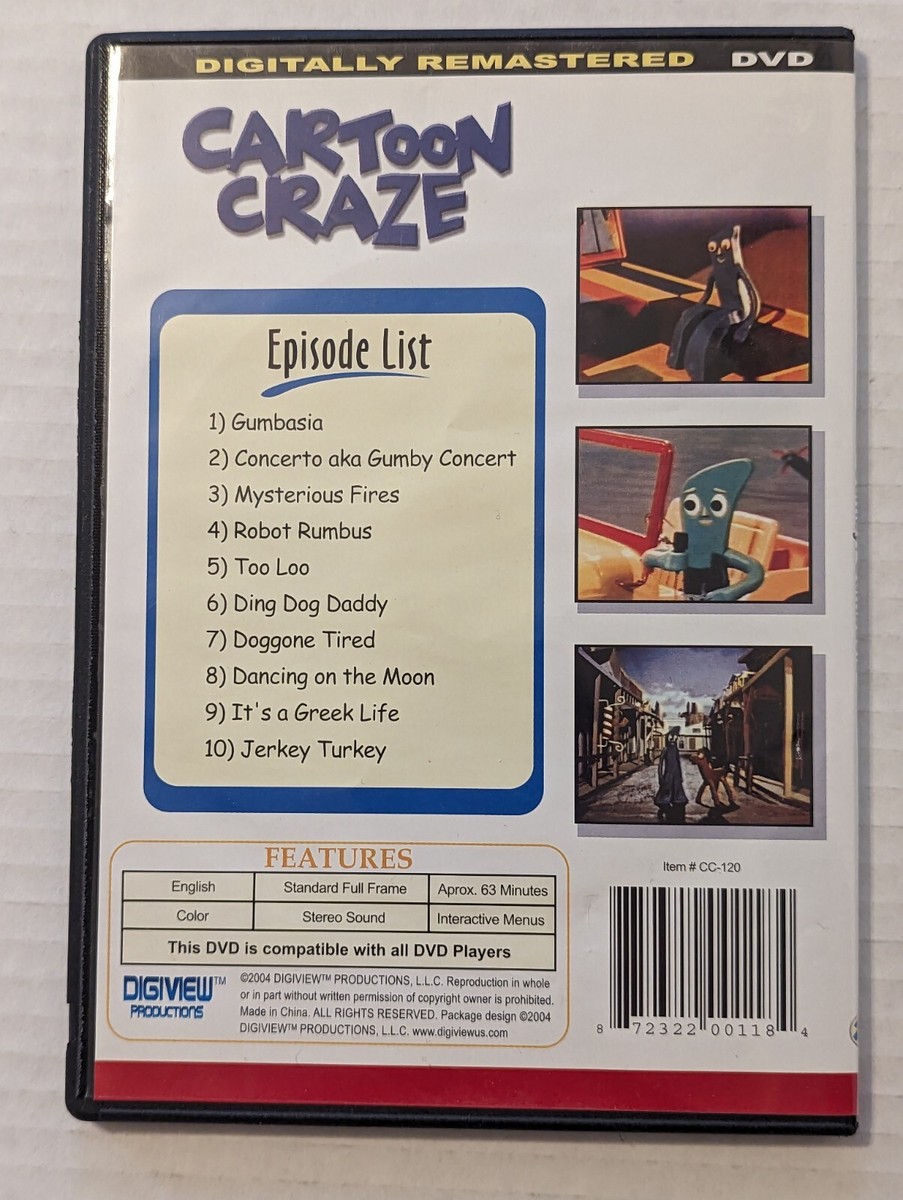 DIGITALLY REMASTERED DVD
CARTOON
CRAZE
Episode List
1) Gumbasia
2) Concerto aka Gumby Concert
3) Mysterious Fires
4) Robot Rumbus
5) Too Loo
6) Ding Dog Daddy
7) Doggone Tired
8) Dancing on the Moon
9) It's a Greek Life
10) Jerkey Turkey
FEATURES
English Standard Full Frame Aprox. 63 Minutes
Color Stereo Sound Interactive Menus
This DVD is compatible with all DVD Players
DIGIVIEW™
PRODUCTIONS
©2004 DIGIVIEW™ PRODUCTIONS, L.L.C. Reproduction in whole
or in part without written permission of copyright owner is prohibited.
Made in China. ALL RIGHTS RESERVED. Package design ©2004
DIGIVIEW™ PRODUCTIONS, L.L.C. www.digiviewus.com
Item # CC-120
8 72322 00118 4